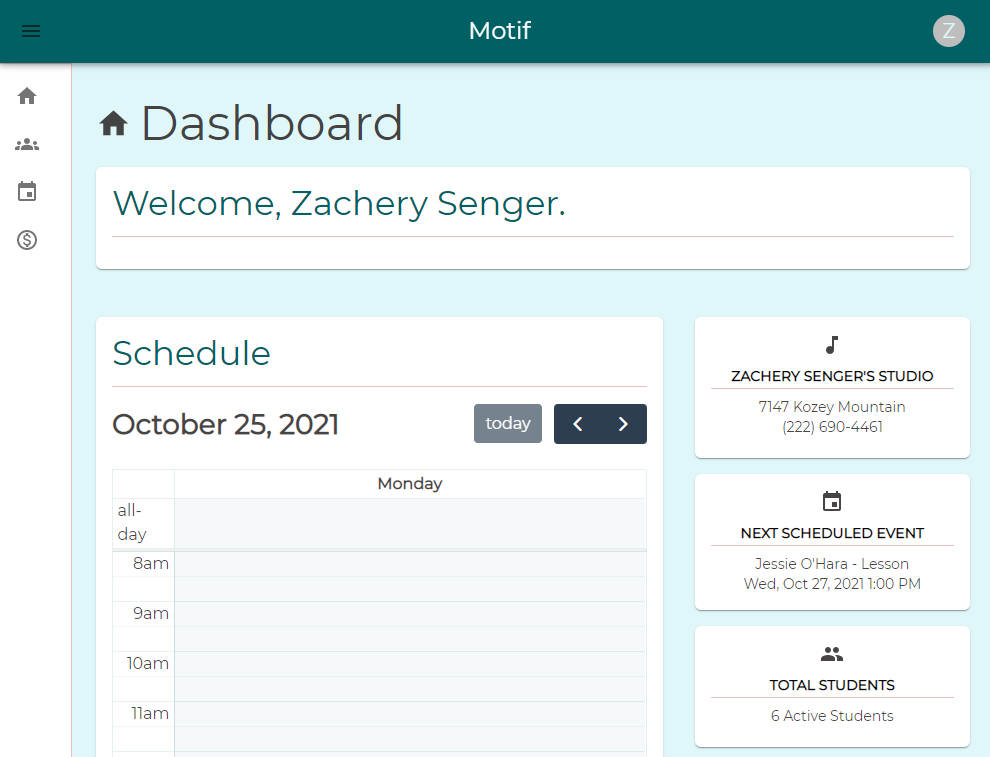 Motif
Z
Dashboard
Welcome, Zachery Senger.
Schedule
October 25, 2021
today
Monday
all-
day
8am
9am
10am
11am
ZACHERY SENGER'S STUDIO
7147 Kozey Mountain
(222) 690-4461
NEXT SCHEDULED EVENT
Jessie O'Hara - Lesson
Wed, Oct 27, 2021 1:00 PM
TOTAL STUDENTS
6 Active Students